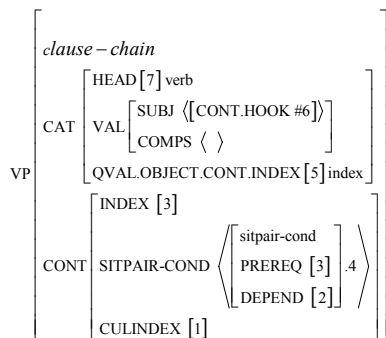 clause – chain
HEAD [7] verb
SUBJ ⟨[CONT.HOOK #6]⟩
CAT VAL
COMPS ⟨ ⟩
QVAL.OBJECT.CONT.INDEX [5] index
VP
INDEX [3]
sitpair-cond
CONT SITPAIR-COND ⟨ PREREQ [3] .4 ⟩
DEPEND [2]
CULINDEX [1]